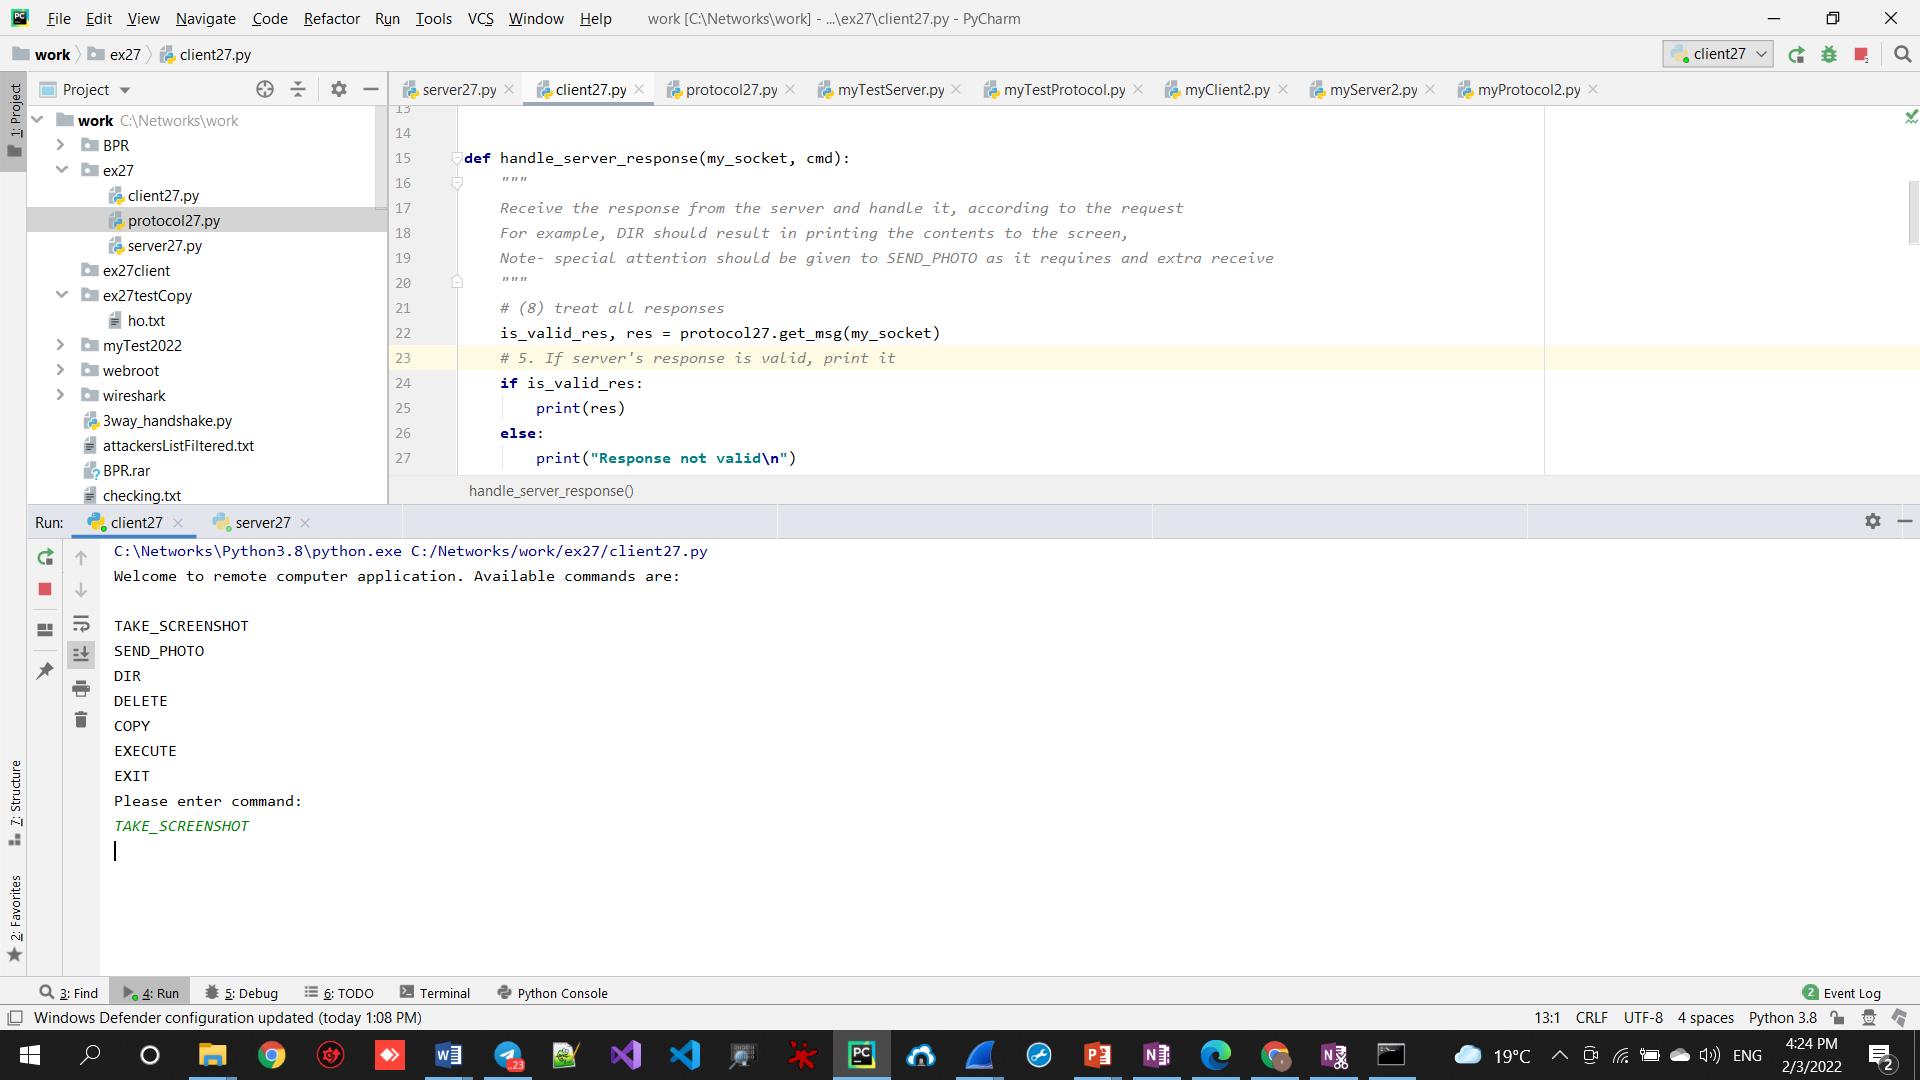 File Edit View Navigate Code Refactor Run Tools VCS Window Help work [C:\Networks\work] - ...\ex27\client27.py - PyCharm
work ex27 client27.py client27
Project server27.py client27.py protocol27.py myTestServer.py myTestProtocol.py myClient2.py myServer2.py myProtocol2.py
1: Project
work C:\Networks\work
BPR
ex27
client27.py
protocol27.py
server27.py
ex27client
ex27testCopy
ho.txt
myTest2022
webroot
wireshark
3way_handshake.py
attackersListFiltered.txt
BPR.rar
checking.txt
13
14
15 def handle_server_response(my_socket, cmd):
16 """
17 Receive the response from the server and handle it, according to the request
18 For example, DIR should result in printing the contents to the screen,
19 Note- special attention should be given to SEND_PHOTO as it requires and extra receive
20 """
21 # (8) treat all responses
22 is_valid_res, res = protocol27.get_msg(my_socket)
23 # 5. If server's response is valid, print it
24 if is_valid_res:
25 print(res)
26 else:
27 print("Response not valid\n")
handle_server_response()
Run: client27 server27
C:\Networks\Python3.8\python.exe C:/Networks/work/ex27/client27.py
Welcome to remote computer application. Available commands are:
TAKE_SCREENSHOT
SEND_PHOTO
DIR
DELETE
COPY
EXECUTE
EXIT
Please enter command:
TAKE_SCREENSHOT
7: Structure
2: Favorites
3: Find 4: Run 5: Debug 6: TODO Terminal Python Console 2 Event Log
Windows Defender configuration updated (today 1:08 PM) 13:1 CRLF UTF-8 4 spaces Python 3.8
19°C ENG 4:24 PM
2/3/2022
23
2